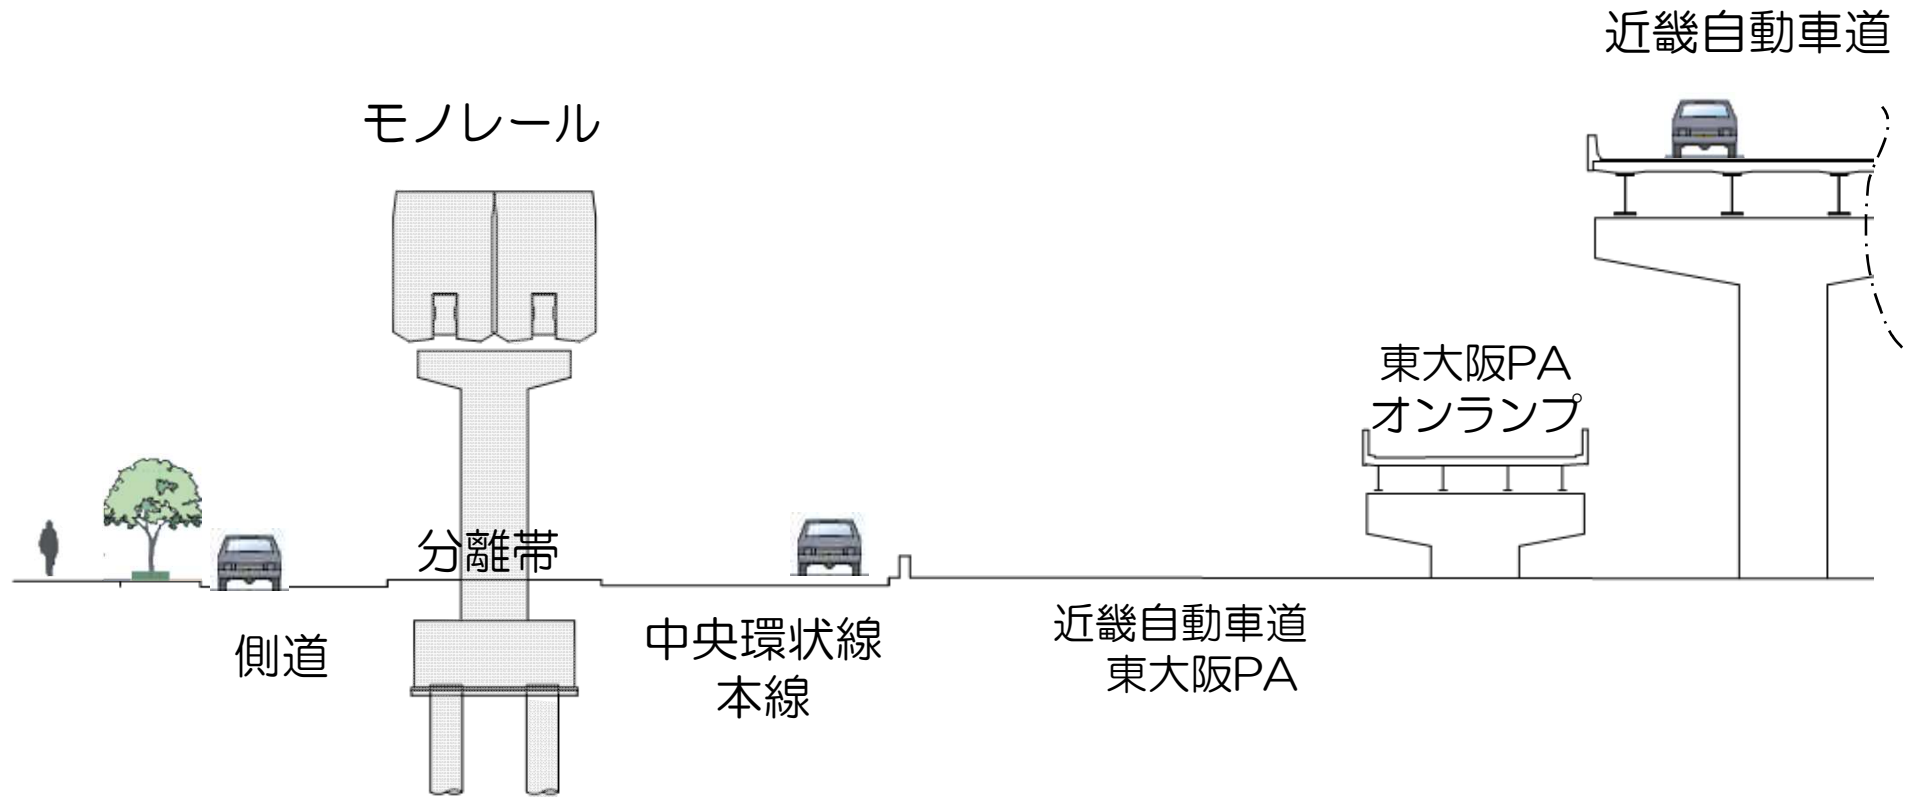 近畿自動車道
モノレール
東大阪PA
オンランプ
分離帯
側道
中央環状線
本線
近畿自動車道
東大阪PA